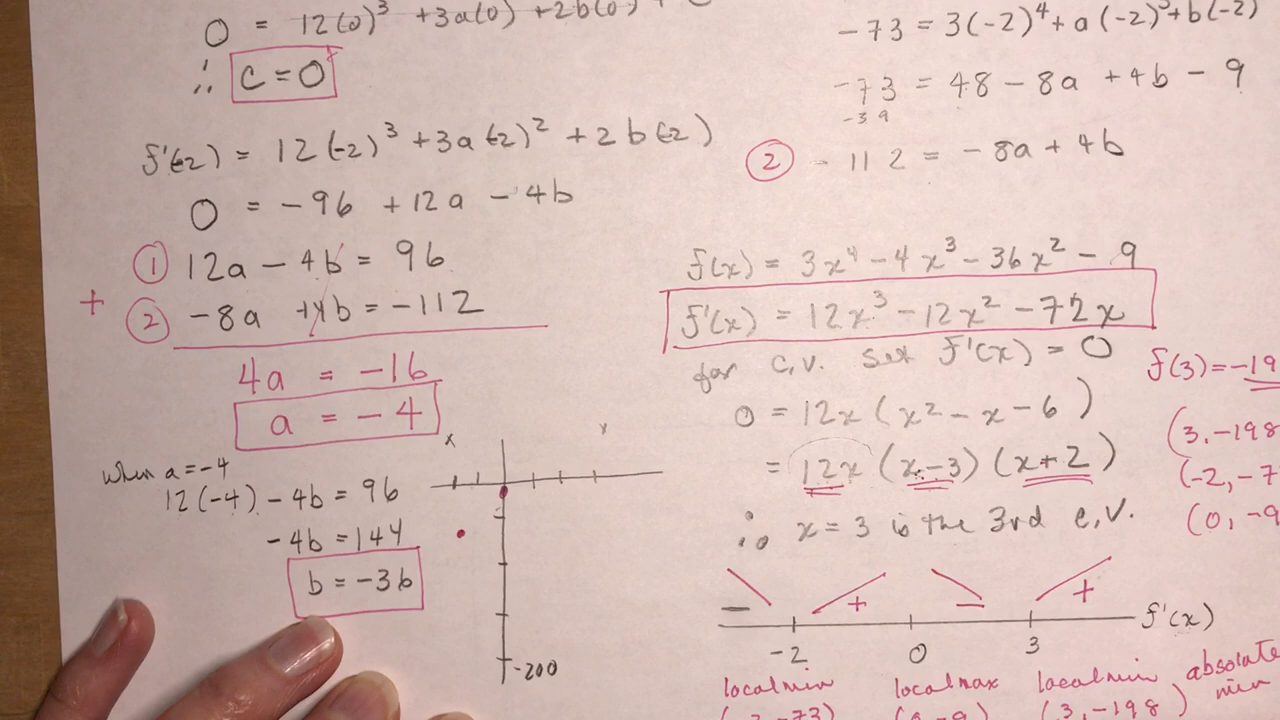 0 = 12(0)³ + 3a(0) + 2b(0) +
∴ C = 0
f'(-2) = 12(-2)³ + 3a(-2)² + 2b(-2)
0 = -96 + 12a - 4b
① 12a - 4b = 96
+ ② -8a + 4b = -112
4a = -16
a = -4
when a = -4
12(-4) - 4b = 96
-4b = 144
b = -36
x
y
-200
-73 = 3(-2)⁴ + a(-2)³ + b(-2)
-73 = 48 - 8a + 4b - 9
-39
② -112 = -8a + 4b
f(x) = 3x⁴ - 4x³ - 36x² - 9
f'(x) = 12x³ - 12x² - 72x
for c.v. set f'(x) = 0
0 = 12x(x² - x - 6)
= 12x(x-3)(x+2)
∴ x = 3 is the 3rd c.v.
f(3) = -19
(3, -198
(-2, -7
(0, -9
- + - + f'(x)
-2 0 3
local min local max local min absolute min
-73) -9) (3, -198)